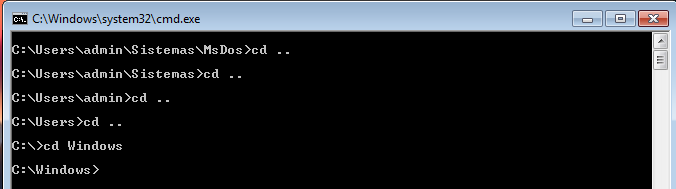 C:\Windows\system32\cmd.exe
C:\Users\admin\Sistemas\MsDos>cd ..
C:\Users\admin\Sistemas>cd ..
C:\Users\admin>cd ..
C:\Users>cd ..
C:\>cd Windows
C:\Windows>